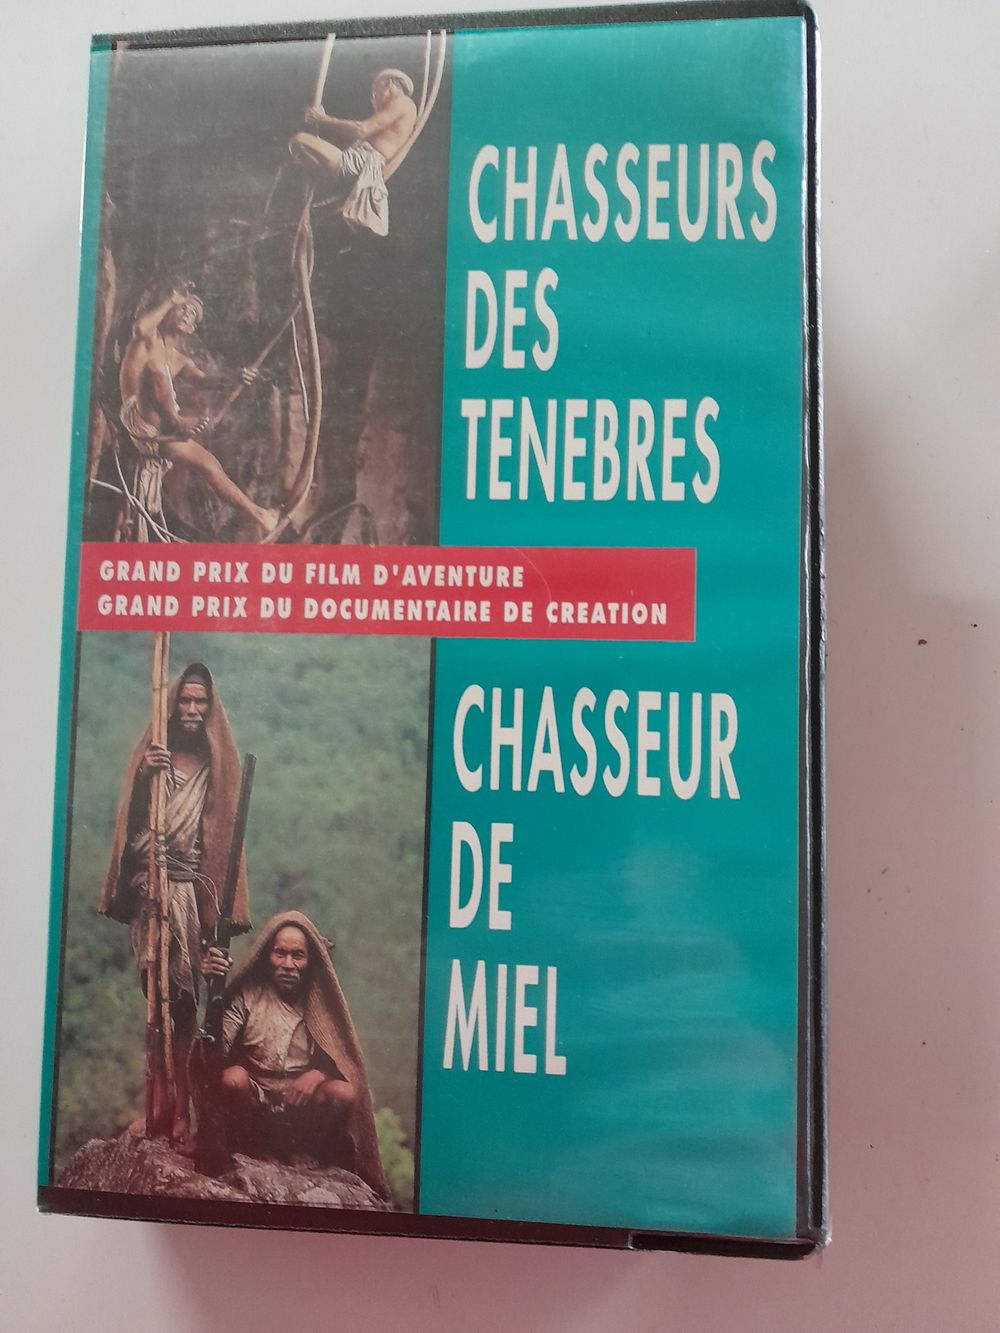 CHASSEURS
DES
TENEBRES
GRAND PRIX DU FILM D'AVENTURE
GRAND PRIX DU DOCUMENTAIRE DE CREATION
CHASSEUR
DE
MIEL